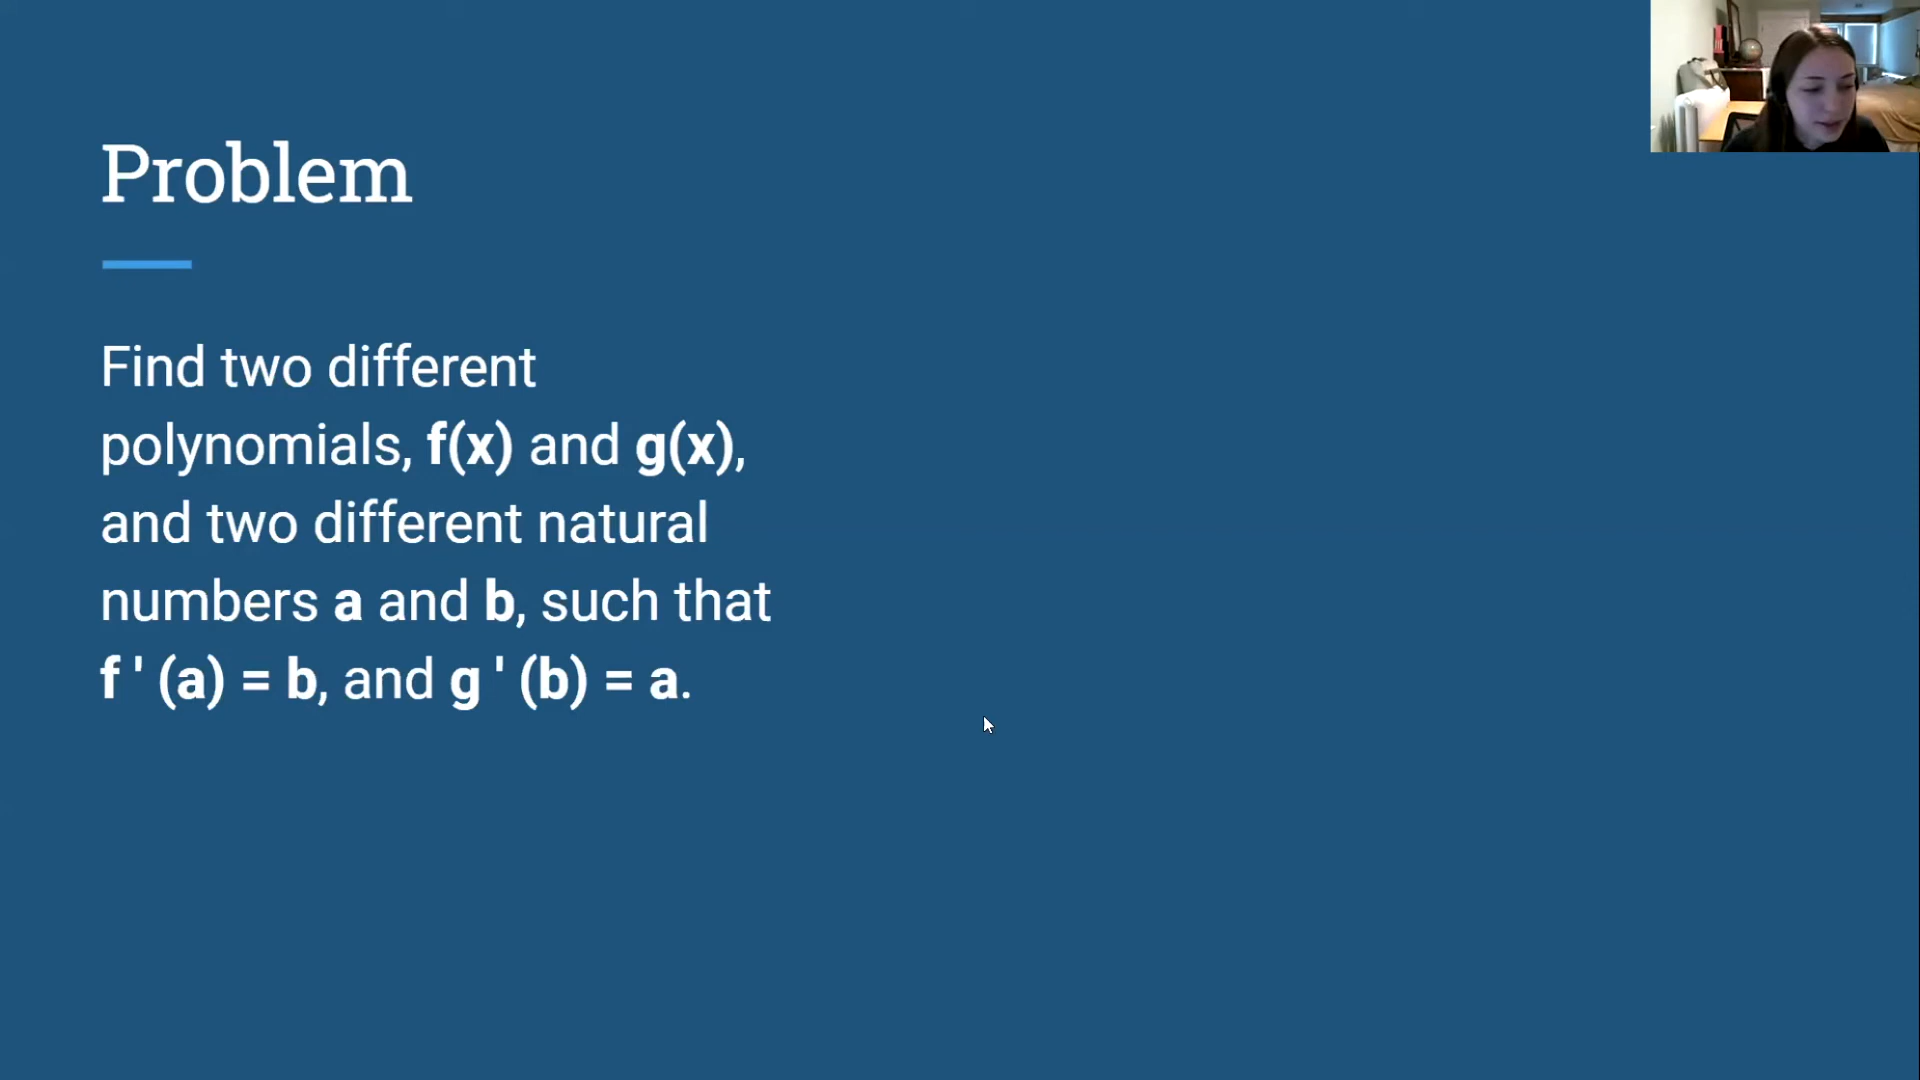 Problem
Find two different
polynomials, f(x) and g(x),
and two different natural
numbers a and b, such that
f ' (a) = b, and g ' (b) = a.